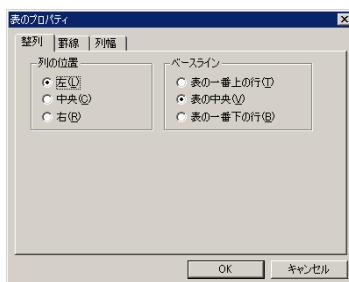 表のプロパティ
整列 罫線 列幅
列の位置
左(L)
中央(C)
右(R)
ベースライン
表の一番上の行(T)
表の中央(V)
表の一番下の行(B)
OK キャンセル